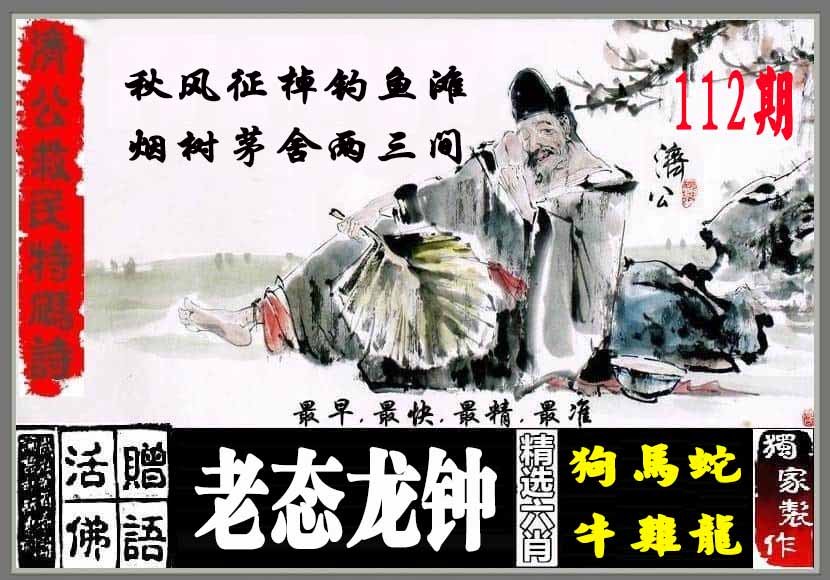 濟公救民特碼詩
秋风征棹钓鱼滩
烟树茅舍两三间
112期
濟公
最早,最快,最精,最准
活佛
贈語
老态龙钟
精选六肖
狗馬蛇
牛雞龍
獨家製作